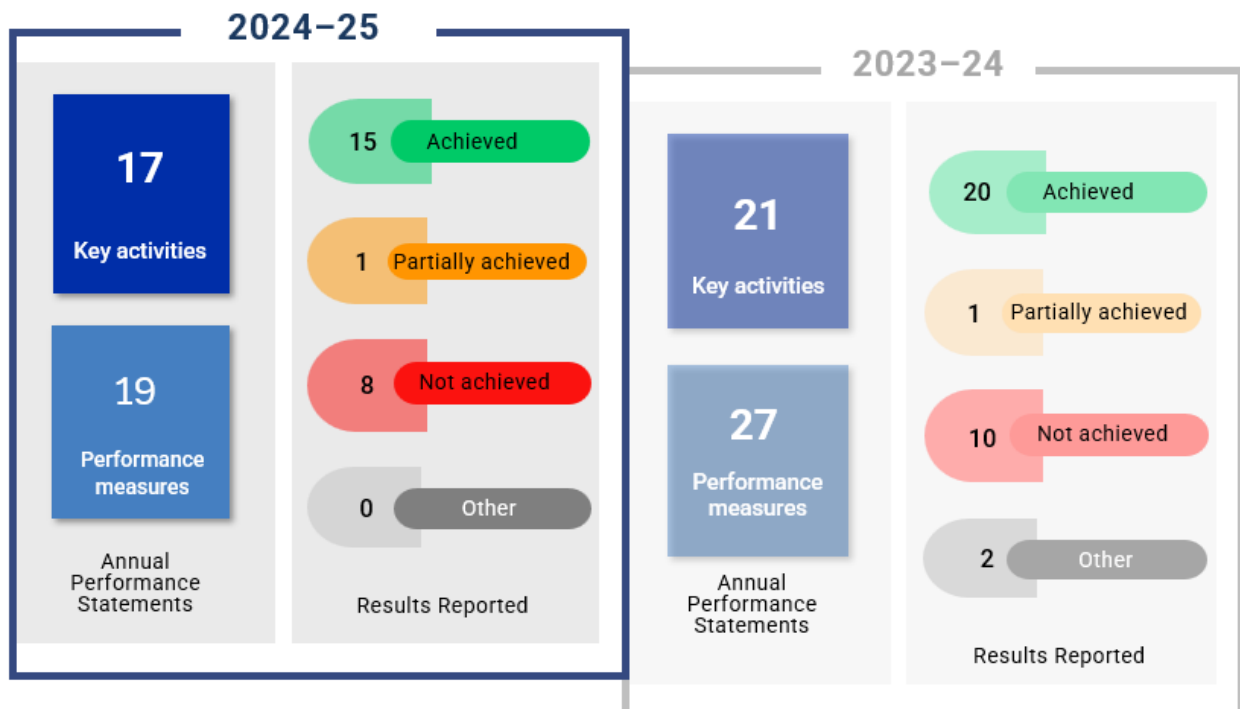 2024–25
17
Key activities
19
Performance
measures
Annual
Performance
Statements
15 Achieved
1 Partially achieved
8 Not achieved
0 Other
Results Reported
2023–24
21
Key activities
27
Performance
measures
Annual
Performance
Statements
20 Achieved
1 Partially achieved
10 Not achieved
2 Other
Results Reported